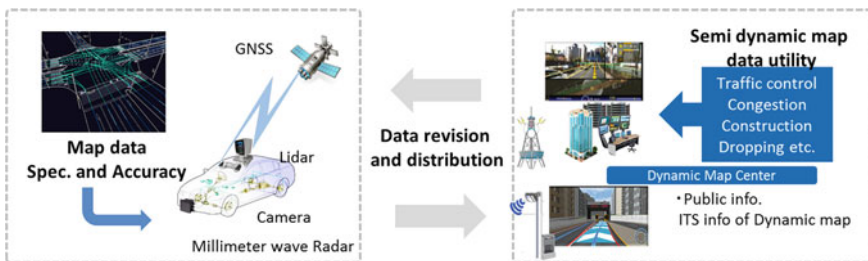 GNSS
Map data
Spec. and Accuracy
Lidar
Camera
Millimeter wave Radar
Data revision
and distribution
Semi dynamic map
data utility
Traffic control
Congestion
Construction
Dropping etc.
Dynamic Map Center
・Public info.
ITS info of Dynamic map